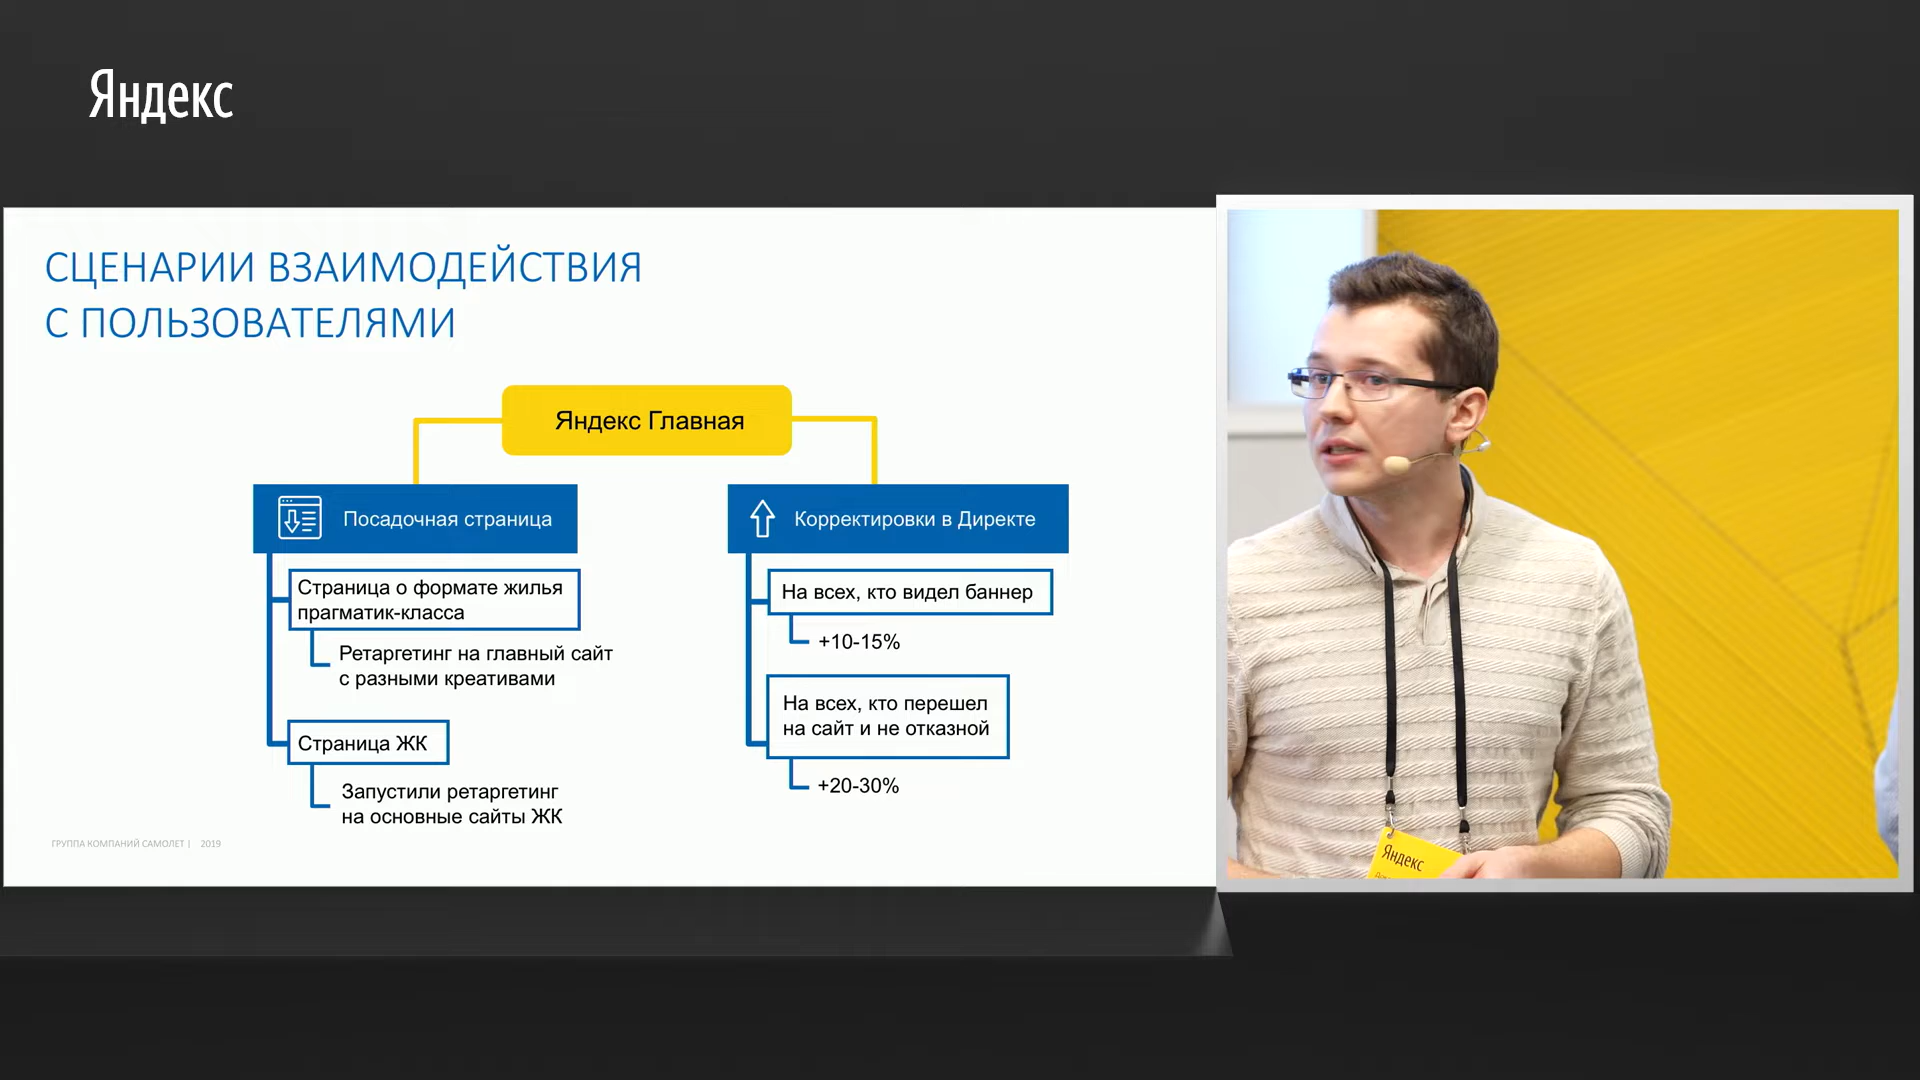 Яндекс
СЦЕНАРИИ ВЗАИМОДЕЙСТВИЯ
С ПОЛЬЗОВАТЕЛЯМИ
Яндекс Главная
Посадочная страница
Страница о формате жилья
прагматик-класса
Ретаргетинг на главный сайт
с разными креативами
Страница ЖК
Запустили ретаргетинг
на основные сайты ЖК
Корректировки в Директе
На всех, кто видел баннер
+10-15%
На всех, кто перешел
на сайт и не отказной
+20-30%
ГРУППА КОМПАНИЙ САМОЛЕТ | 2019
Яндекс